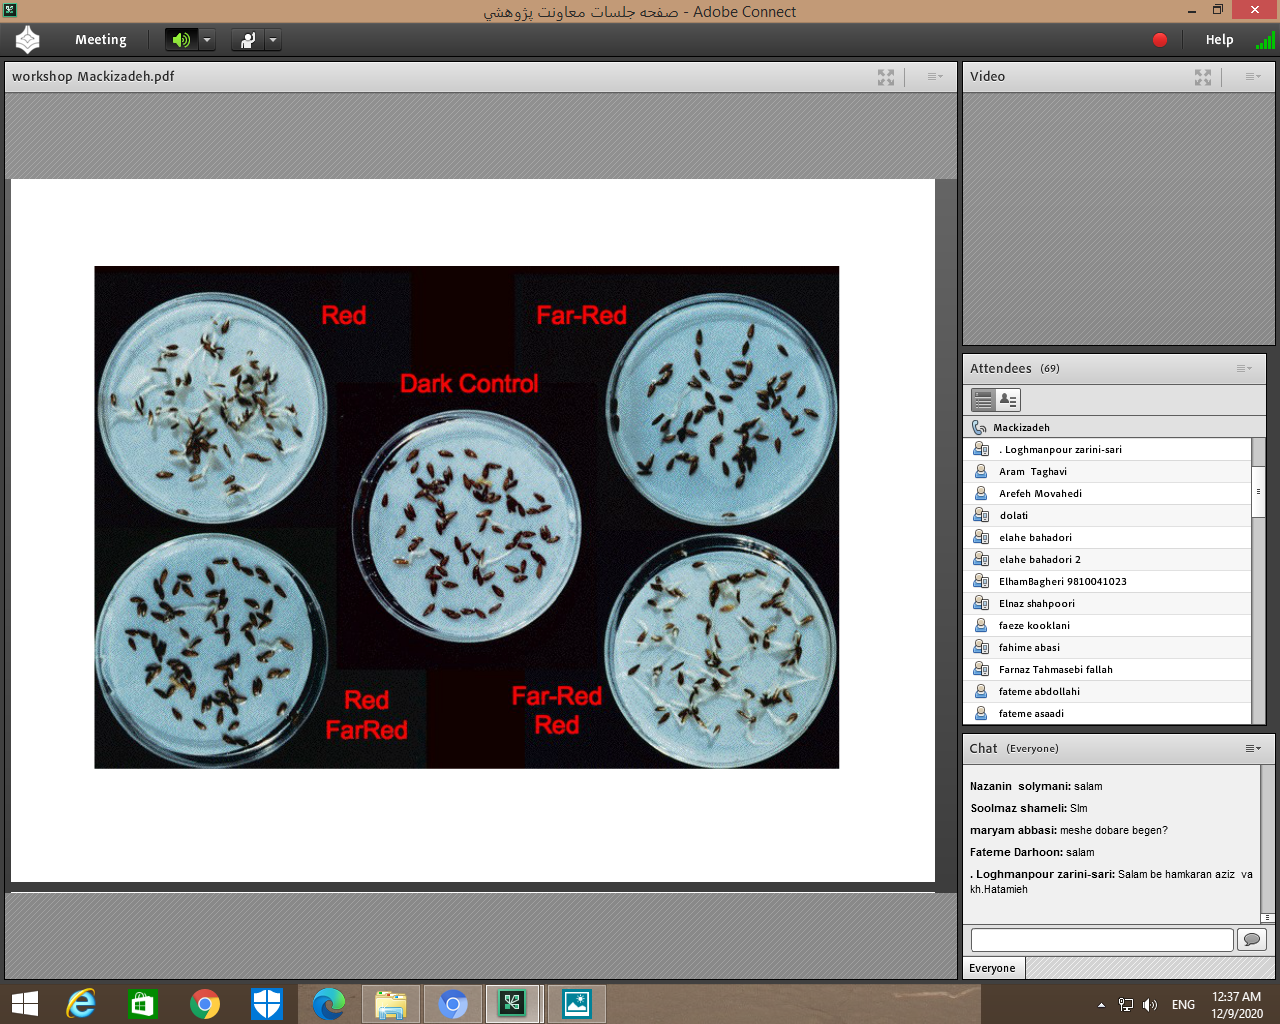 صفحه جلسات معاونت پژوهشي - Adobe Connect
Meeting
Help
workshop Mackizadeh.pdf
Red
Far-Red
Dark Control
Red
FarRed
Far-Red
Red
Video
Attendees (69)
Mackizadeh
. Loghmanpour zarini-sari
Aram Taghavi
Arefeh Movahedi
dolati
elahe bahadori
elahe bahadori 2
ElhamBagheri 9810041023
Elnaz shahpoori
faeze kooklani
fahime abasi
Farnaz Tahmasebi fallah
fateme abdollahi
fateme asaadi
Chat (Everyone)
Nazanin solymani: salam
Soolmaz shameli: Slm
maryam abbasi: meshe dobare begen?
Fateme Darhoon: salam
. Loghmanpour zarini-sari: Salam be hamkaran aziz va
kh.Hatamieh
Everyone
ENG
12:37 AM
12/9/2020